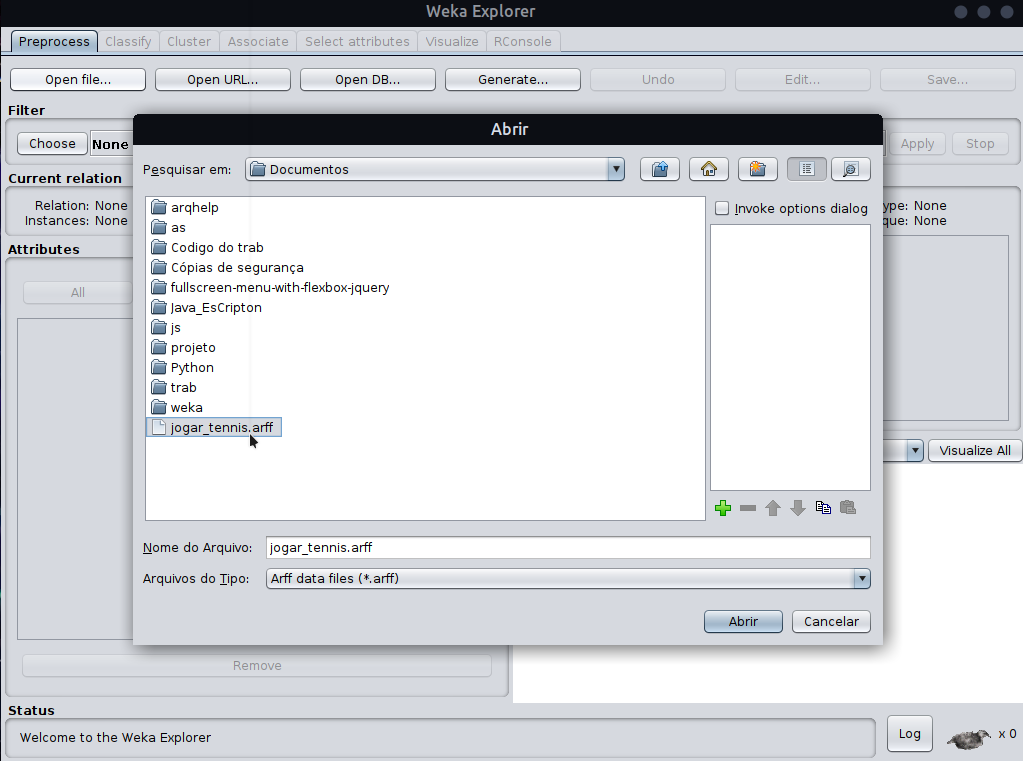 Weka Explorer
Preprocess Classify Cluster Associate Select attributes Visualize RConsole
Open file... Open URL... Open DB... Generate... Undo Edit... Save...
Filter
Choose None Apply Stop
Abrir
Pesquisar em: Documentos
Current relation
Relation: None
Instances: None
ype: None
que: None
Attributes
All
arqhelp
as
Codigo do trab
Cópias de segurança
fullscreen-menu-with-flexbox-jquery
Java_EsCripton
js
projeto
Python
trab
weka
jogar_tennis.arff
Invoke options dialog
Visualize All
Nome do Arquivo: jogar_tennis.arff
Arquivos do Tipo: Arff data files (*.arff)
Abrir Cancelar
Remove
Status
Welcome to the Weka Explorer
Log x 0